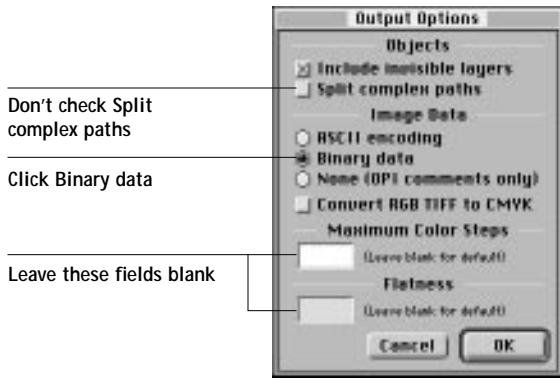 Output Options
Objects
Include invisible layers
Split complex paths
Don't check Split
complex paths
Image Data
ASCII encoding
Binary data
Click Binary data
None (OPI comments only)
Convert RGB TIFF to CMYK
Maximum Color Steps
(Leave blank for default)
Leave these fields blank
Flatness
(Leave blank for default)
Cancel
OK